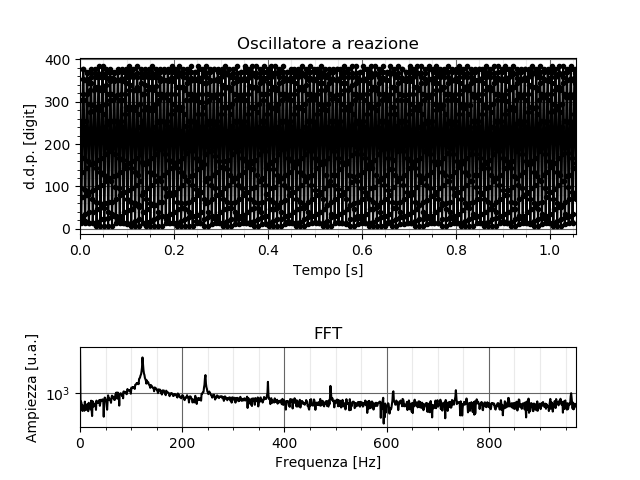 Oscillatore a reazione
400
300
200
100
0
d.d.p. [digit]
0.0 0.2 0.4 0.6 0.8 1.0
Tempo [s]
FFT
10³
Ampiezza [u.a.]
0 200 400 600 800
Frequenza [Hz]